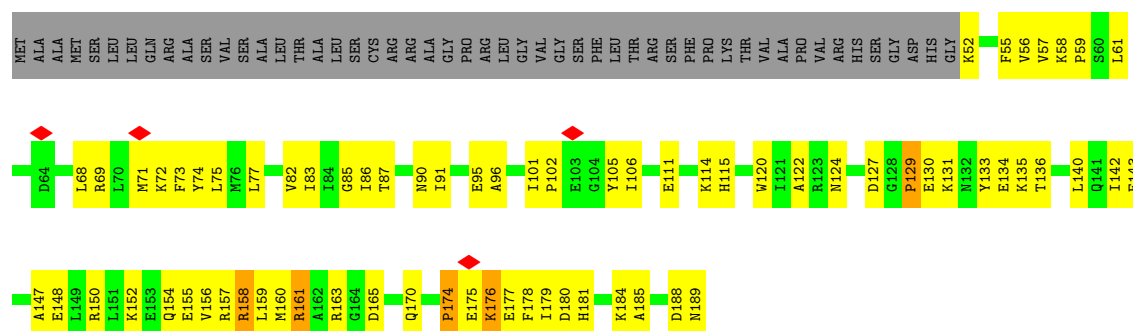 MET ALA ALA MET SER LEU LEU GLN ARG ALA SER VAL SER ALA LEU THR ALA LEU SER CYS ARG ARG ALA GLY PRO ARG LEU GLY VAL GLY SER PHE LEU THR ARG SER PHE PRO LYS THR VAL ALA PRO VAL ARG HIS SER GLY ASP HIS GLY K52 F55 V56 V57 K58 P59 S60 L61
D64 L68 R69 L70 M71 K72 F73 Y74 L75 M76 L77 V82 I83 I84 G85 I86 T87 N90 I91 E95 A96 I101 P102 E103 G104 Y105 I106 E111 K114 H115 W120 I121 A122 R123 N124 D127 G128 P129 E130 K131 N132 Y133 E134 K135 T136 L140 Q141 I142
A147 E148 L149 R150 L151 K152 E153 Q154 E155 V156 R157 R158 L159 M160 R161 A162 R163 G164 D165 Q170 P174 E175 K176 E177 F178 I179 D180 H181 K184 A185 D188 N189